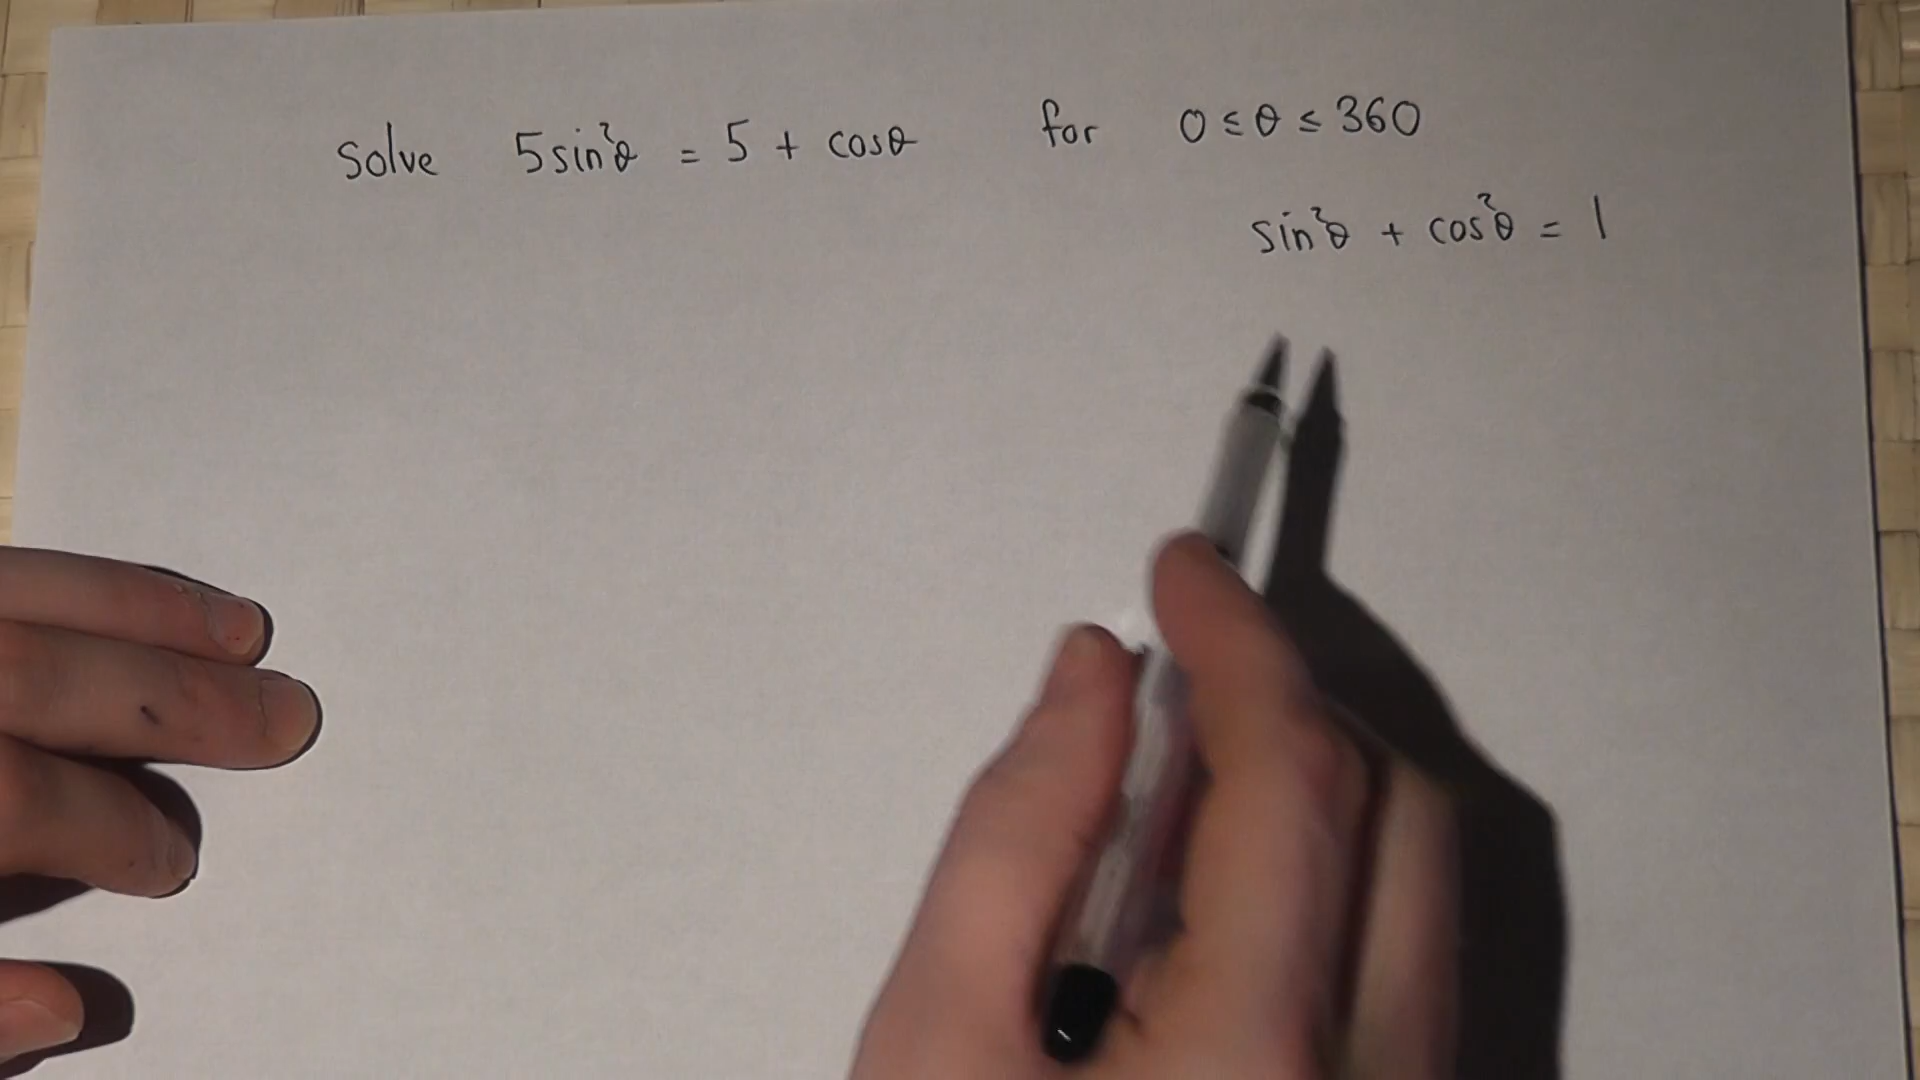 Solve 5sin²θ = 5 + cosθ for 0 ≤ θ ≤ 360
sin²θ + cos²θ = 1